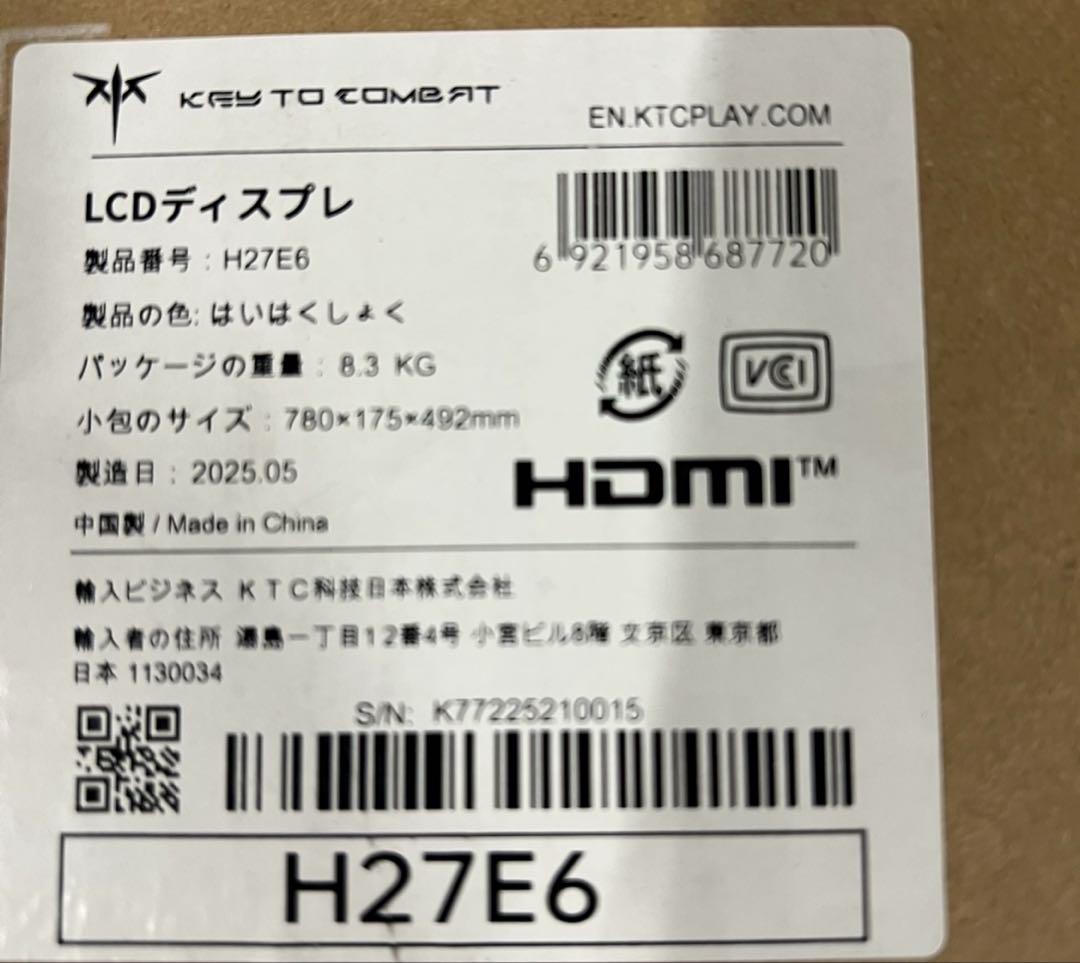 KEY TO COMBAT
EN.KTCPLAY.COM
LCDディスプレ
製品番号 : H27E6
6 921958 687720
製品の色: はいはくしょく
パッケージの重量 : 8.3 KG
紙
VCCI
小包のサイズ : 780×175×492mm
製造日 : 2025.05
HDMI™
中国製 / Made in China
輸入ビジネス KTC科技日本株式会社
輸入者の住所 湯島一丁目12番4号 小宮ビル8階 文京区 東京都
日本 1130034
S/N: K77225210015
H27E6